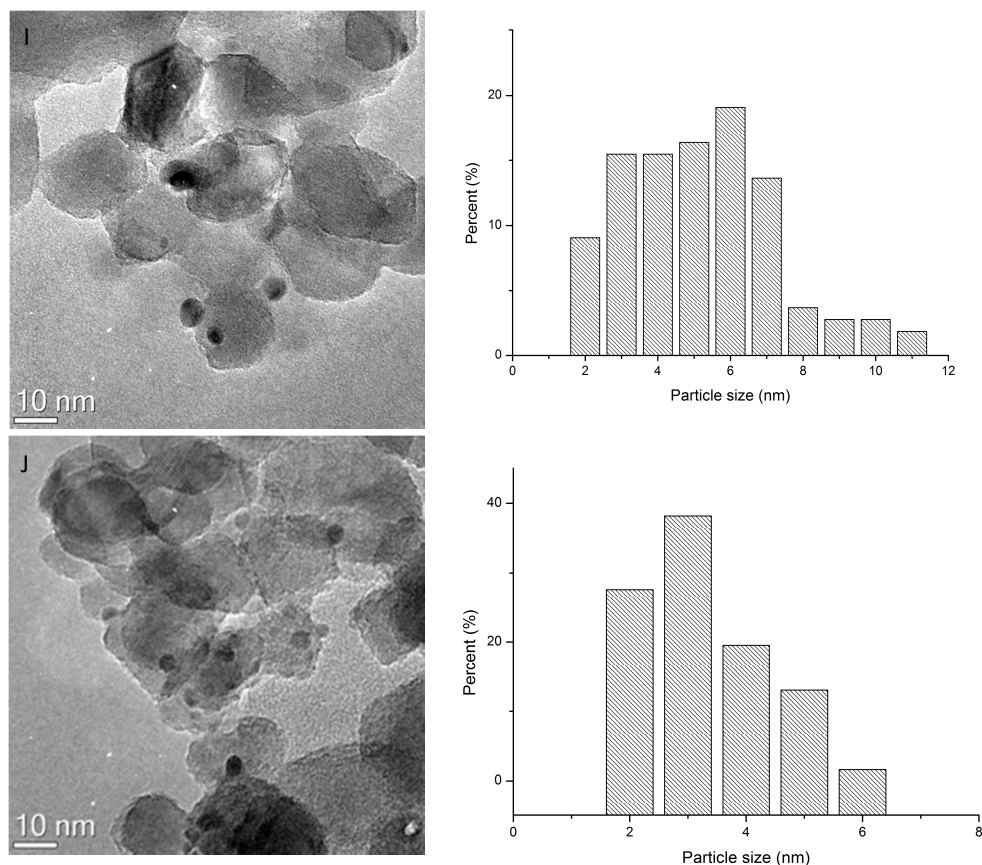 I
10 nm
20
10
0
Percent (%)
0 2 4 6 8 10 12
Particle size (nm)
J
10 nm
40
20
0
Percent (%)
0 2 4 6 8
Particle size (nm)